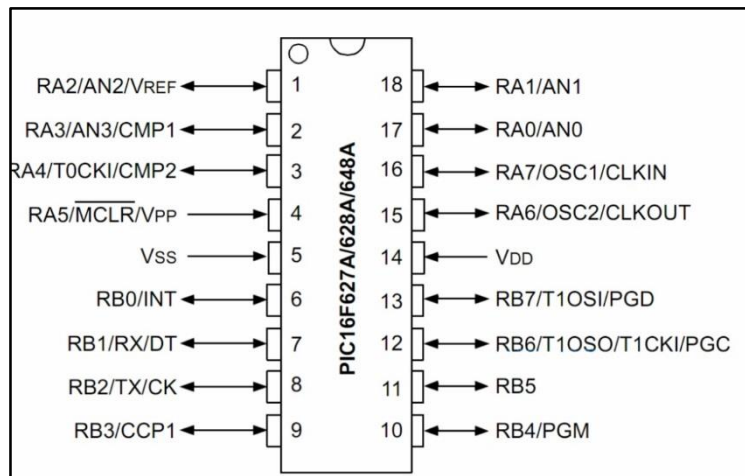 RA2/AN2/VREF 1 18 RA1/AN1
RA3/AN3/CMP1 2 17 RA0/AN0
RA4/T0CKI/CMP2 3 16 RA7/OSC1/CLKIN
RA5/MCLR/VPP 4 15 RA6/OSC2/CLKOUT
VSS 5 14 VDD
RB0/INT 6 13 RB7/T1OSI/PGD
RB1/RX/DT 7 12 RB6/T1OSO/T1CKI/PGC
RB2/TX/CK 8 11 RB5
RB3/CCP1 9 10 RB4/PGM
PIC16F627A/628A/648A